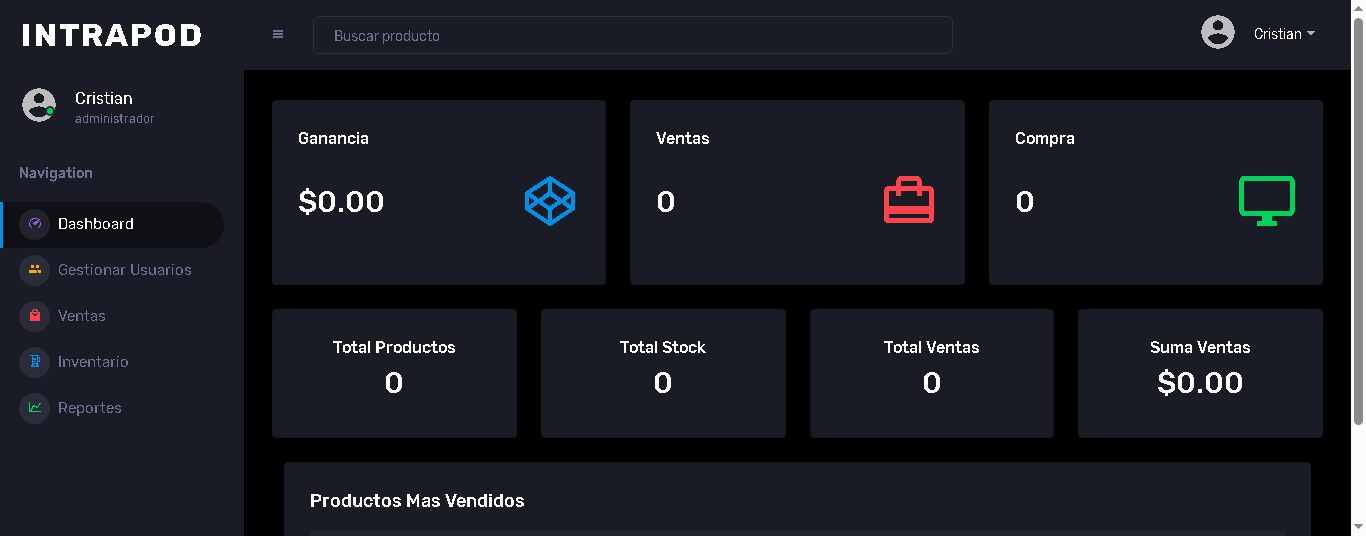 INTRAPOD
Buscar producto
Cristian
Cristian
administrador
Navigation
Dashboard
Gestionar Usuarios
Ventas
Inventario
Reportes
Ganancia
$0.00
Ventas
0
Compra
0
Total Productos
0
Total Stock
0
Total Ventas
0
Suma Ventas
$0.00
Productos Mas Vendidos